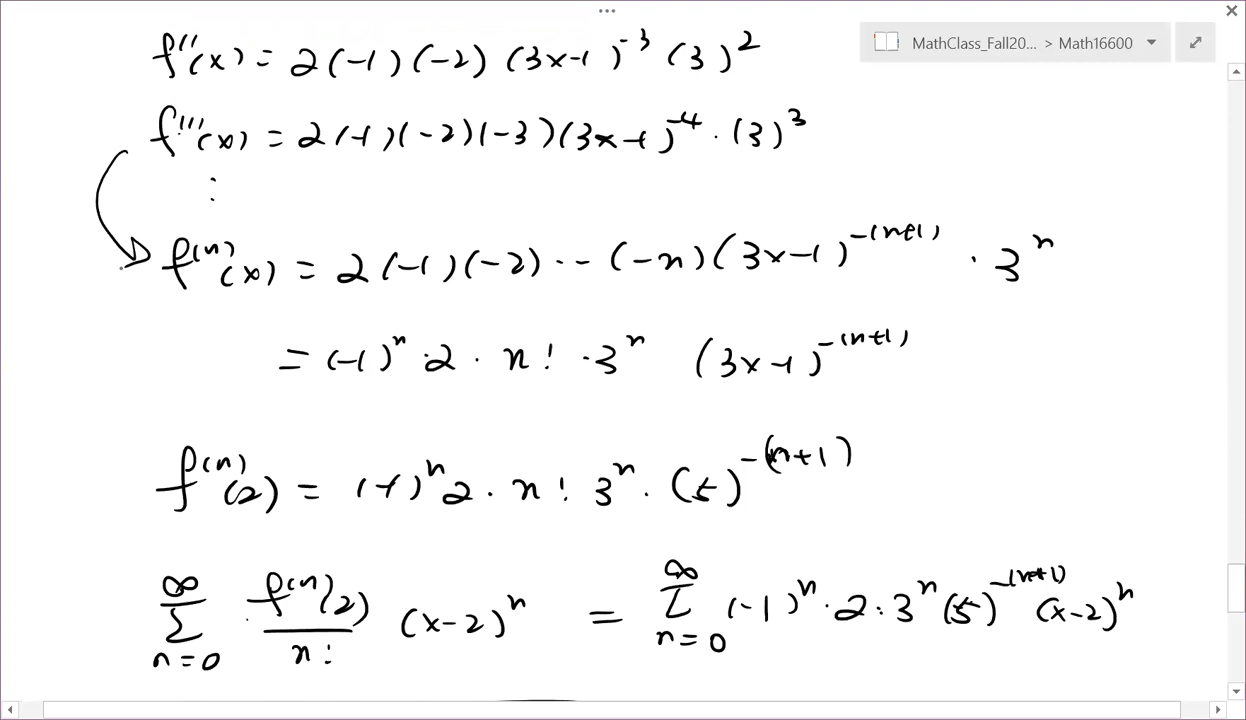 MathClass_Fall20... > Math16600
f''(x) = 2(-1)(-2) (3x-1)^-3 (3)^2
f'''(x) = 2(-1)(-2)(-3)(3x-1)^-4 · (3)^3
⋮
f^(n)(x) = 2(-1)(-2) ··· (-n)(3x-1)^-(n+1) · 3^n
= (-1)^n · 2 · n! · 3^n (3x-1)^-(n+1)
f^(n)(2) = (-1)^n 2 · n! 3^n · (5)^-(n+1)
∑_{n=0}^∞ f^(n)(2)/n! (x-2)^n = ∑_{n=0}^∞ (-1)^n · 2 · 3^n (5)^-(n+1) (x-2)^n